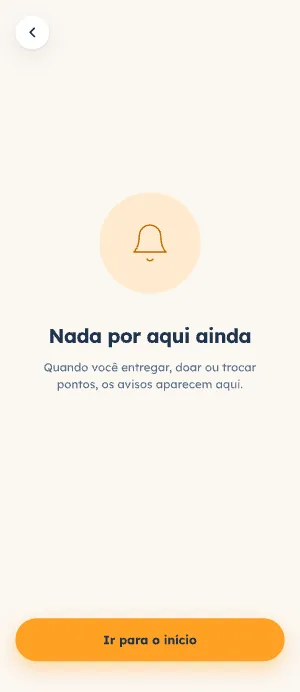 Nada por aqui ainda
Quando você entregar, doar ou trocar
pontos, os avisos aparecem aqui.
Ir para o início